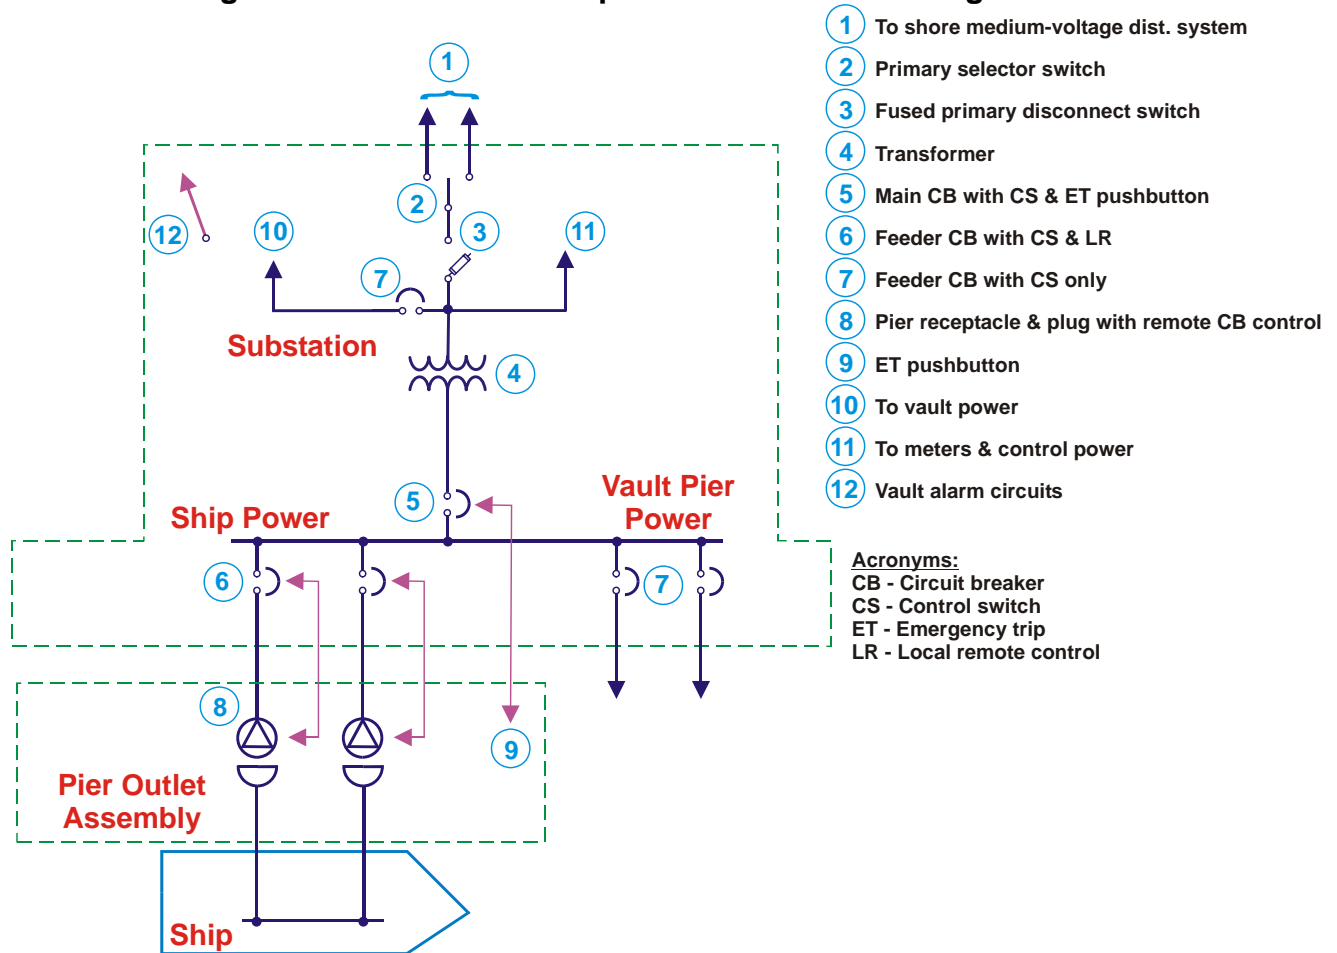 1 To shore medium-voltage dist. system
2 Primary selector switch
3 Fused primary disconnect switch
4 Transformer
5 Main CB with CS & ET pushbutton
6 Feeder CB with CS & LR
7 Feeder CB with CS only
8 Pier receptacle & plug with remote CB control
9 ET pushbutton
10 To vault power
11 To meters & control power
12 Vault alarm circuits
Acronyms:
CB - Circuit breaker
CS - Control switch
ET - Emergency trip
LR - Local remote control
1
2
12
10
3
11
7
Substation
4
5
Vault Pier
Power
Ship Power
6
7
8
9
Pier Outlet
Assembly
Ship